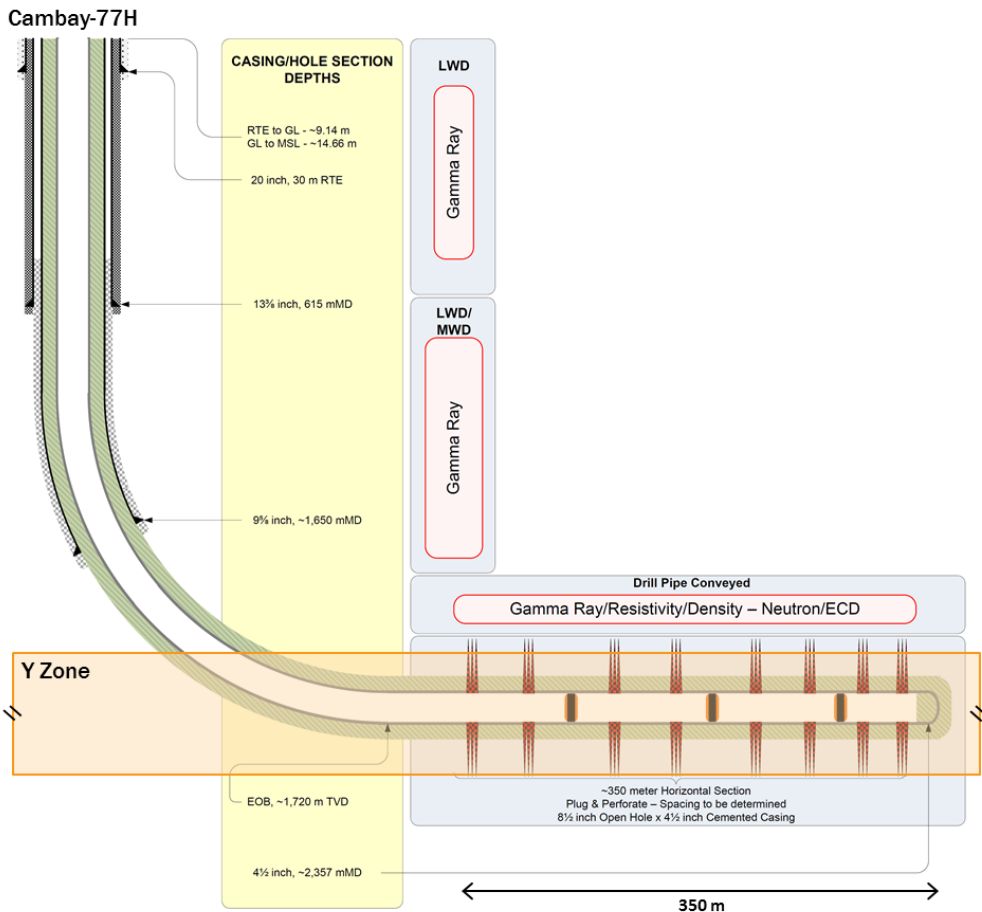 Cambay-77H
CASING/HOLE SECTION
DEPTHS
RTE to GL - ~9.14 m
GL to MSL - ~14.66 m
20 inch, 30 m RTE
13⅜ inch, 615 mMD
9⅝ inch, ~1,650 mMD
LWD
Gamma Ray
LWD/
MWD
Gamma Ray
Drill Pipe Conveyed
Gamma Ray/Resistivity/Density – Neutron/ECD
Y Zone
~350 meter Horizontal Section
Plug & Perforate – Spacing to be determined
8½ inch Open Hole x 4½ inch Cemented Casing
EOB, ~1,720 m TVD
4½ inch, ~2,357 mMD
350 m